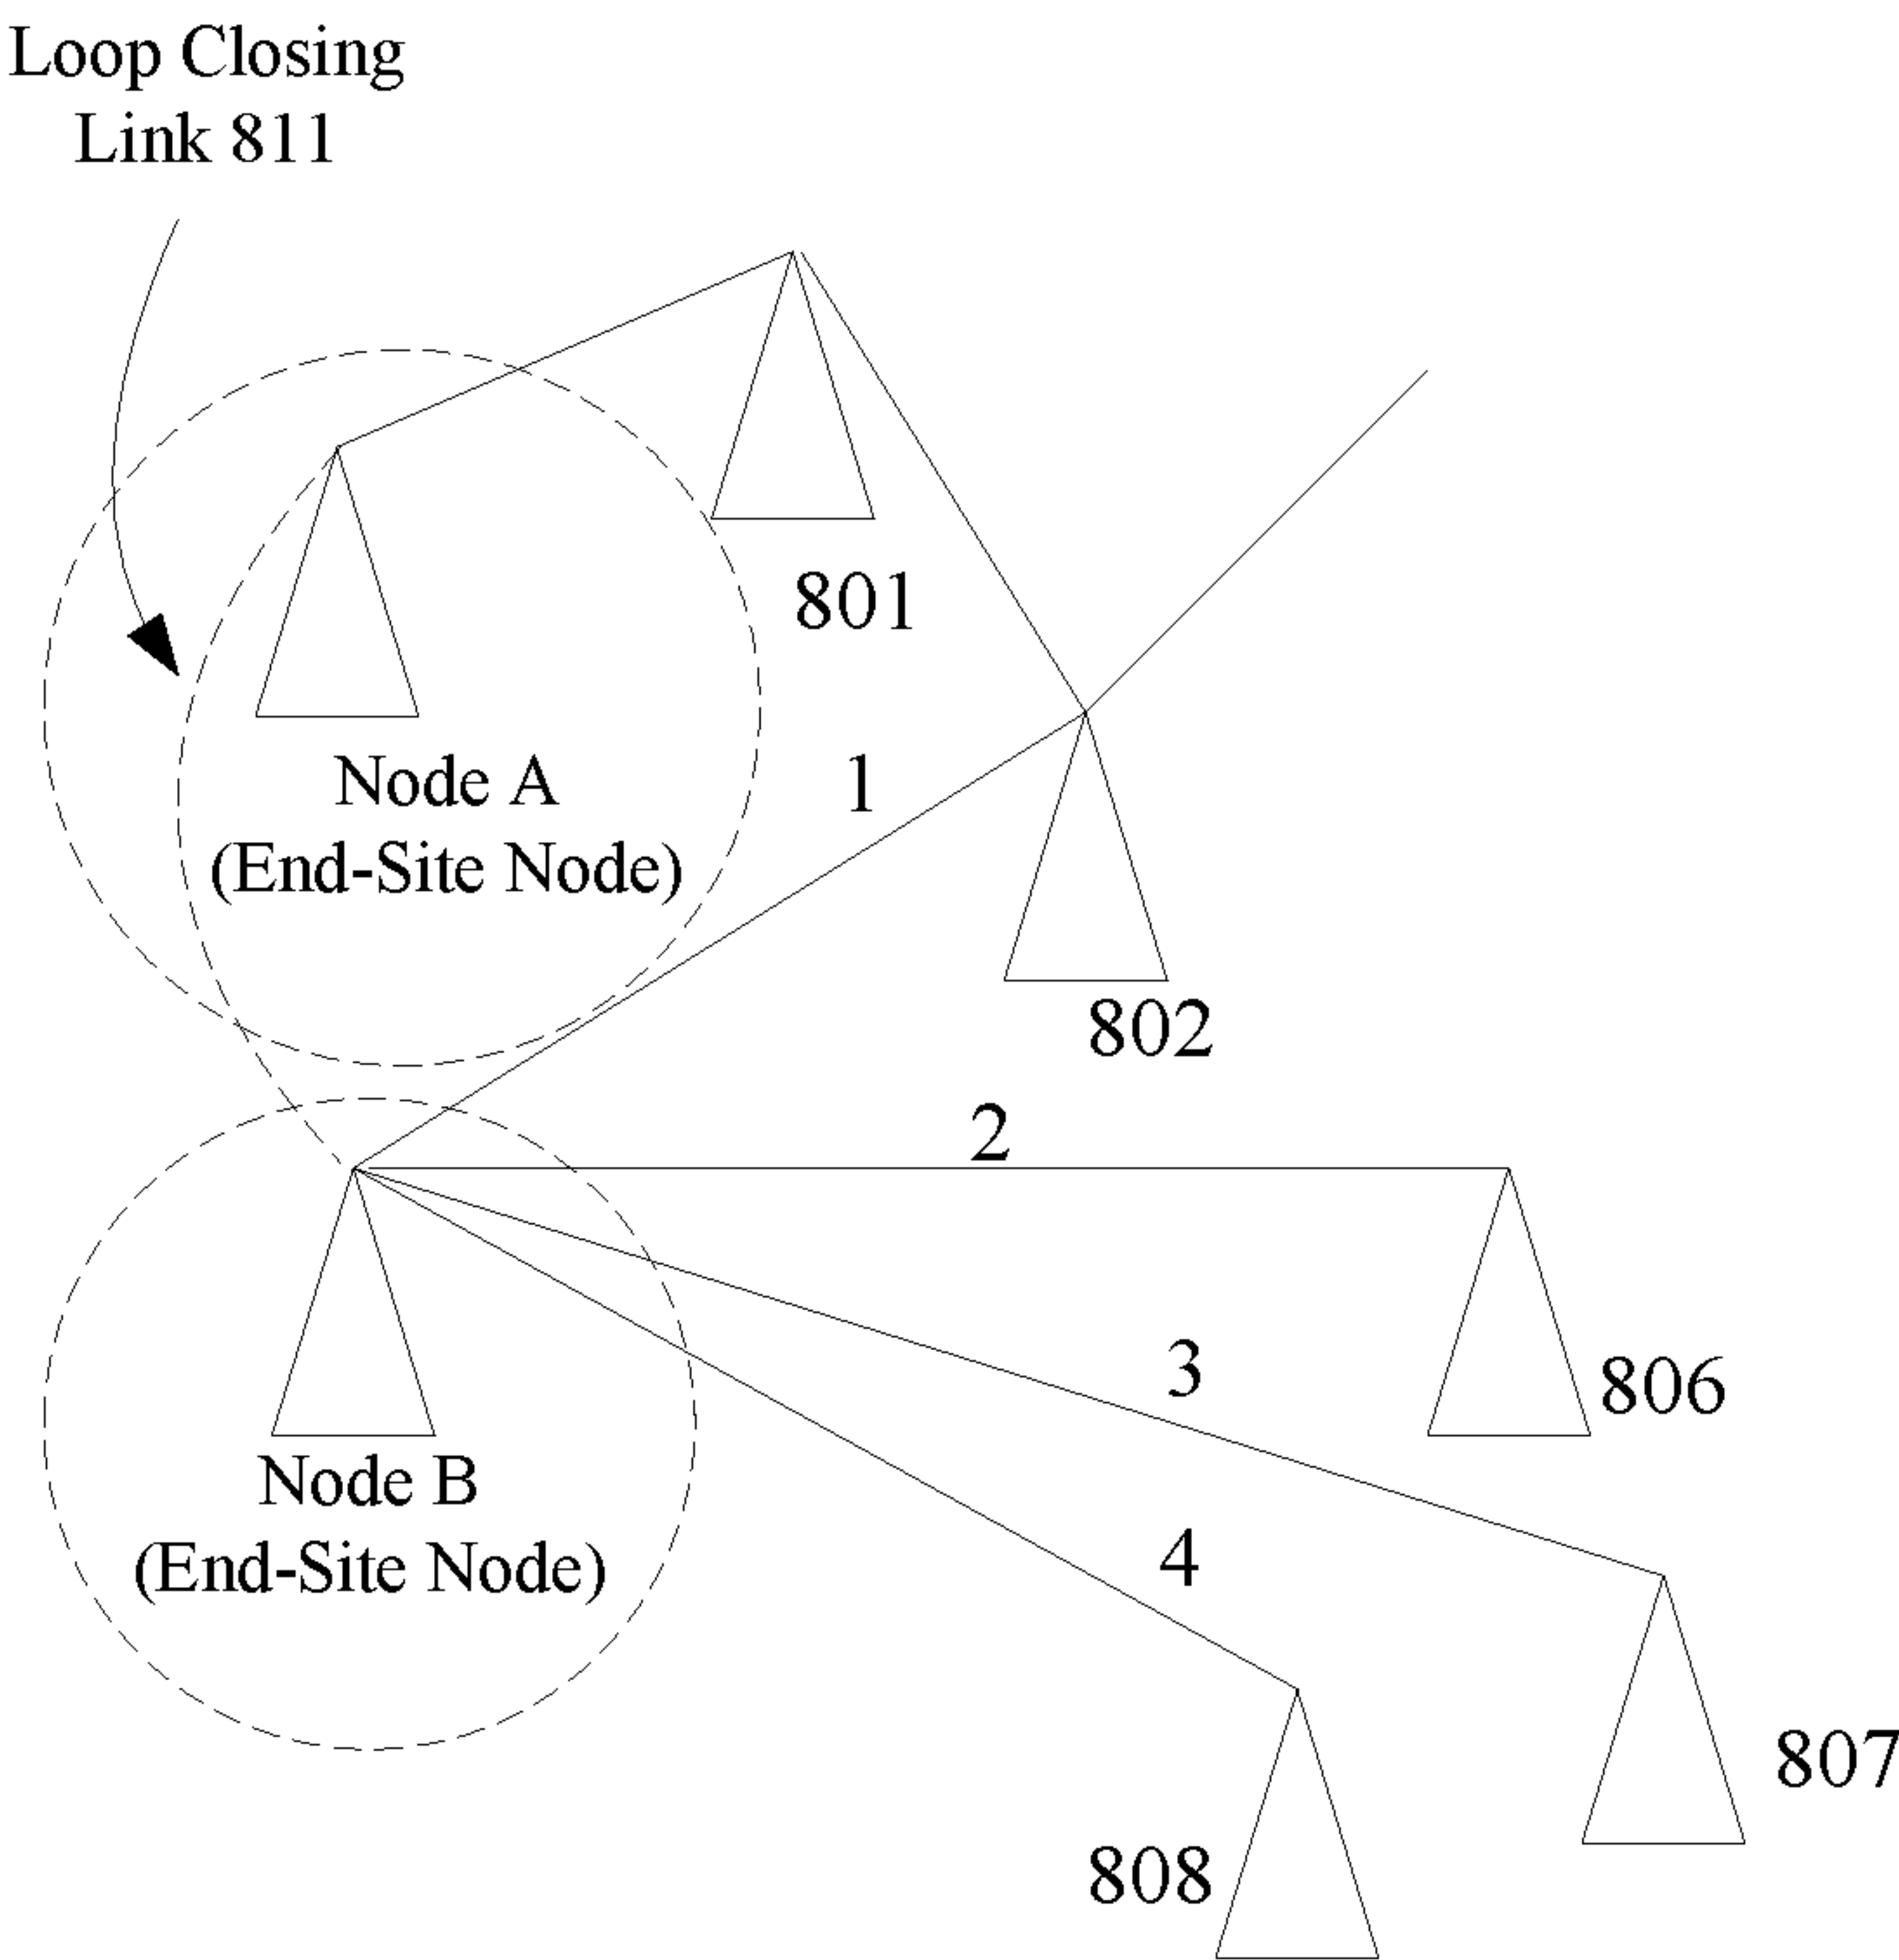 Loop Closing
Link 811
801
Node A
(End-Site Node)
1
802
2
3
806
Node B
(End-Site Node)
4
807
808